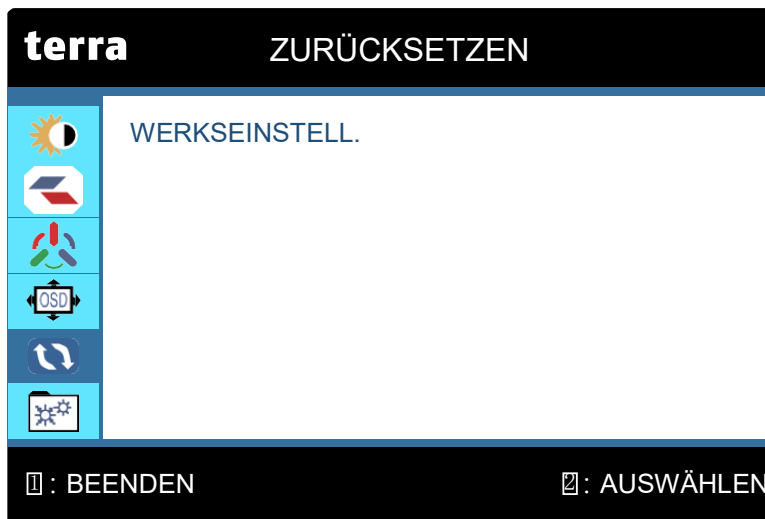 terra
ZURÜCKSETZEN
WERKSEINSTELL.
OSD
1 : BEENDEN
2 : AUSWÄHLEN